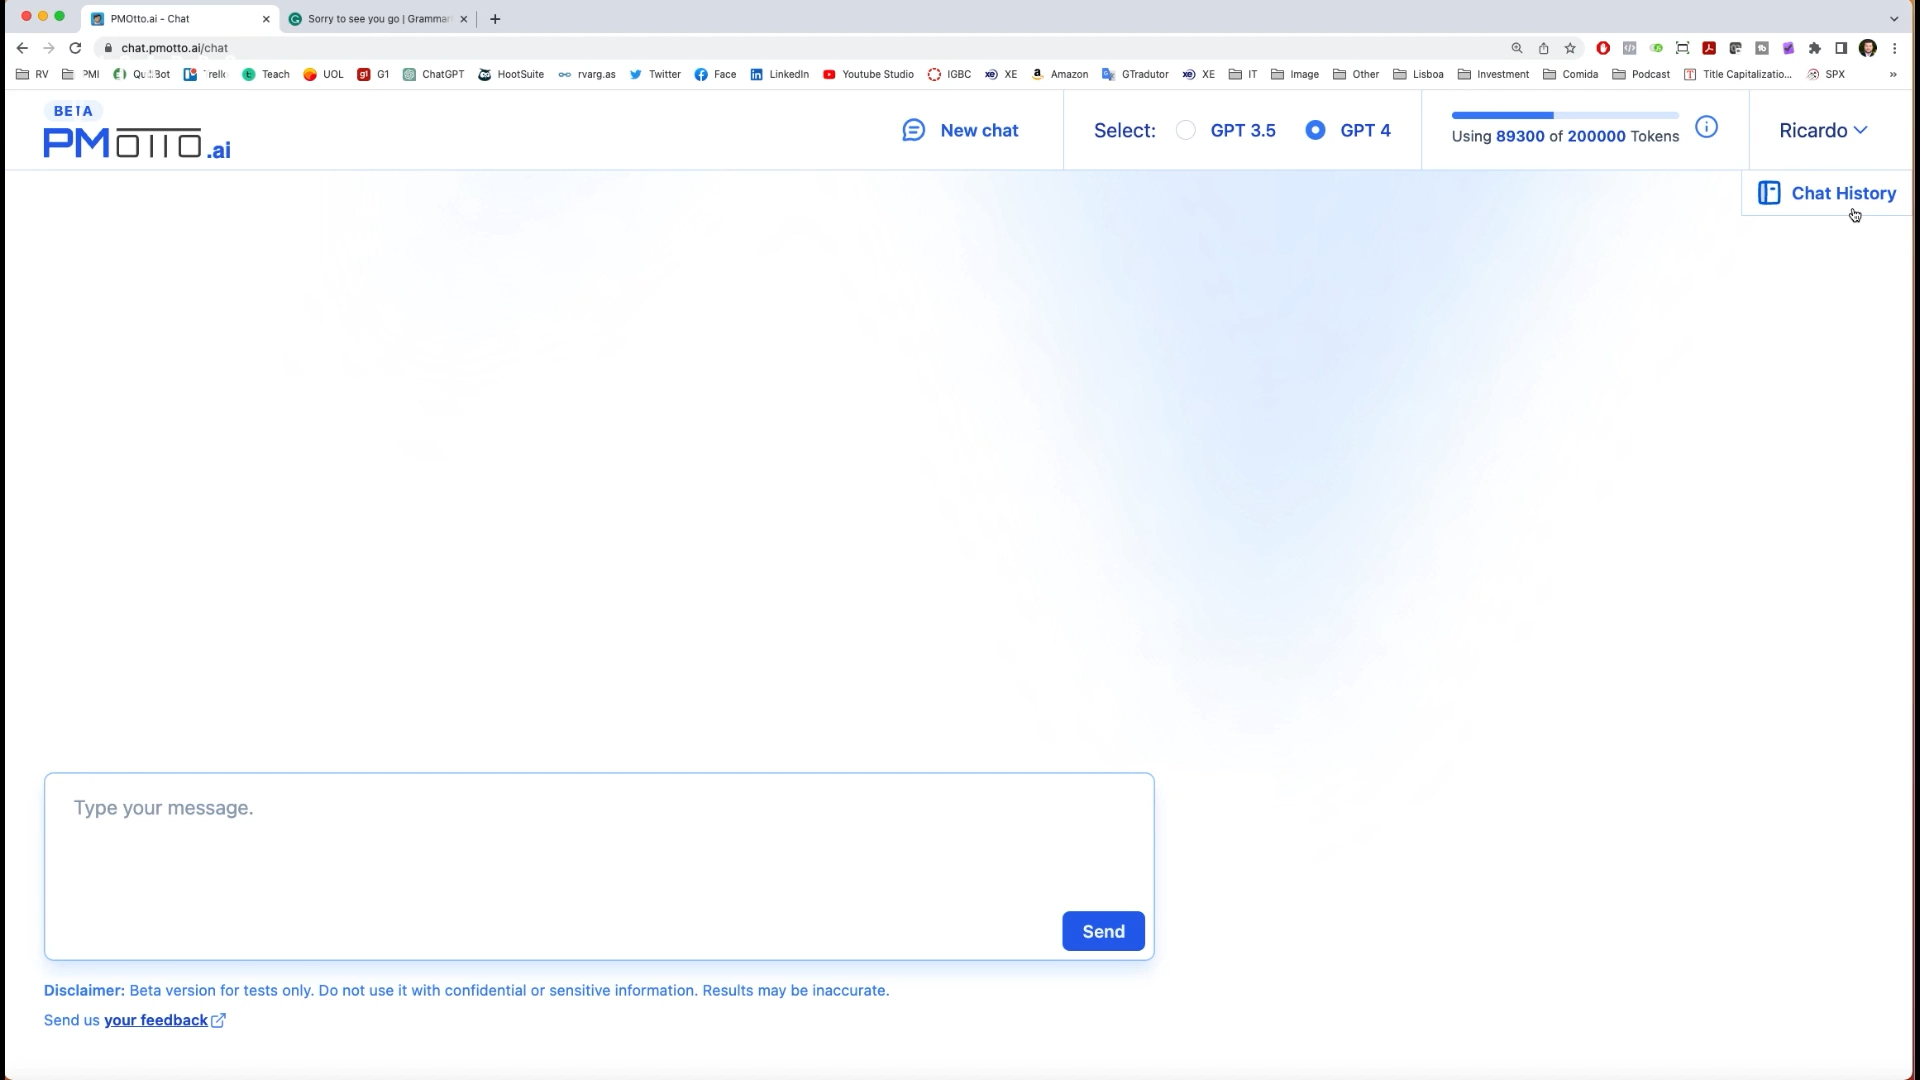 PMOtto.ai - Chat
Sorry to see you go | Grammar
chat.pmotto.ai/chat
RV PMI Teach UOL G1 ChatGPT HootSuite rvarg.as Twitter Face LinkedIn Youtube Studio IGBC XE Amazon GTradutor XE IT Image Other Lisboa Investment Comida Podcast Title Capitalizatio... SPX »
BETA
PMOTTO.ai
New chat
Select: GPT 3.5 GPT 4
Using 89300 of 200000 Tokens
Ricardo
Chat History
Type your message.
Send
Disclaimer: Beta version for tests only. Do not use it with confidential or sensitive information. Results may be inaccurate.
Send us your feedback